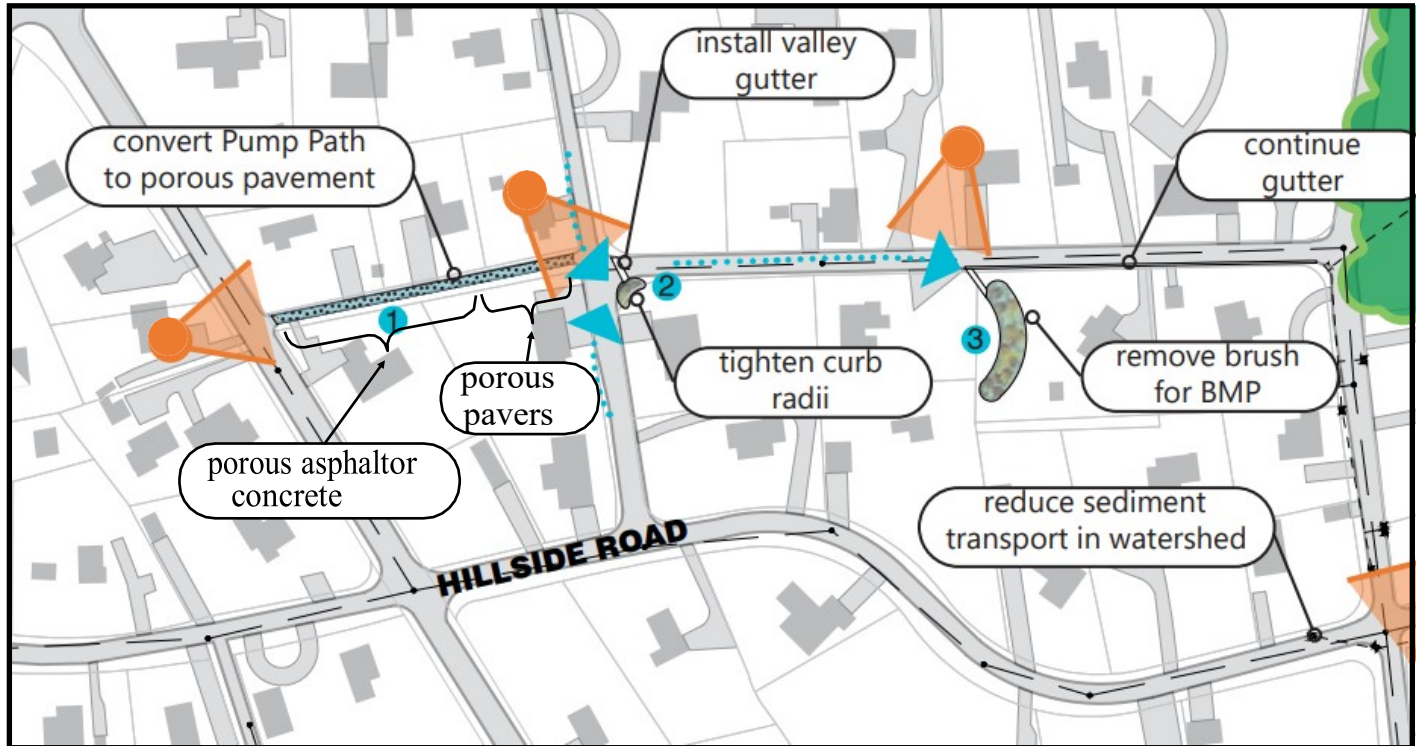 install valley
gutter
convert Pump Path
to porous pavement
continue
gutter
1
2
3
porous
pavers
tighten curb
radii
remove brush
for BMP
porous asphaltor
concrete
reduce sediment
transport in watershed
HILLSIDE ROAD